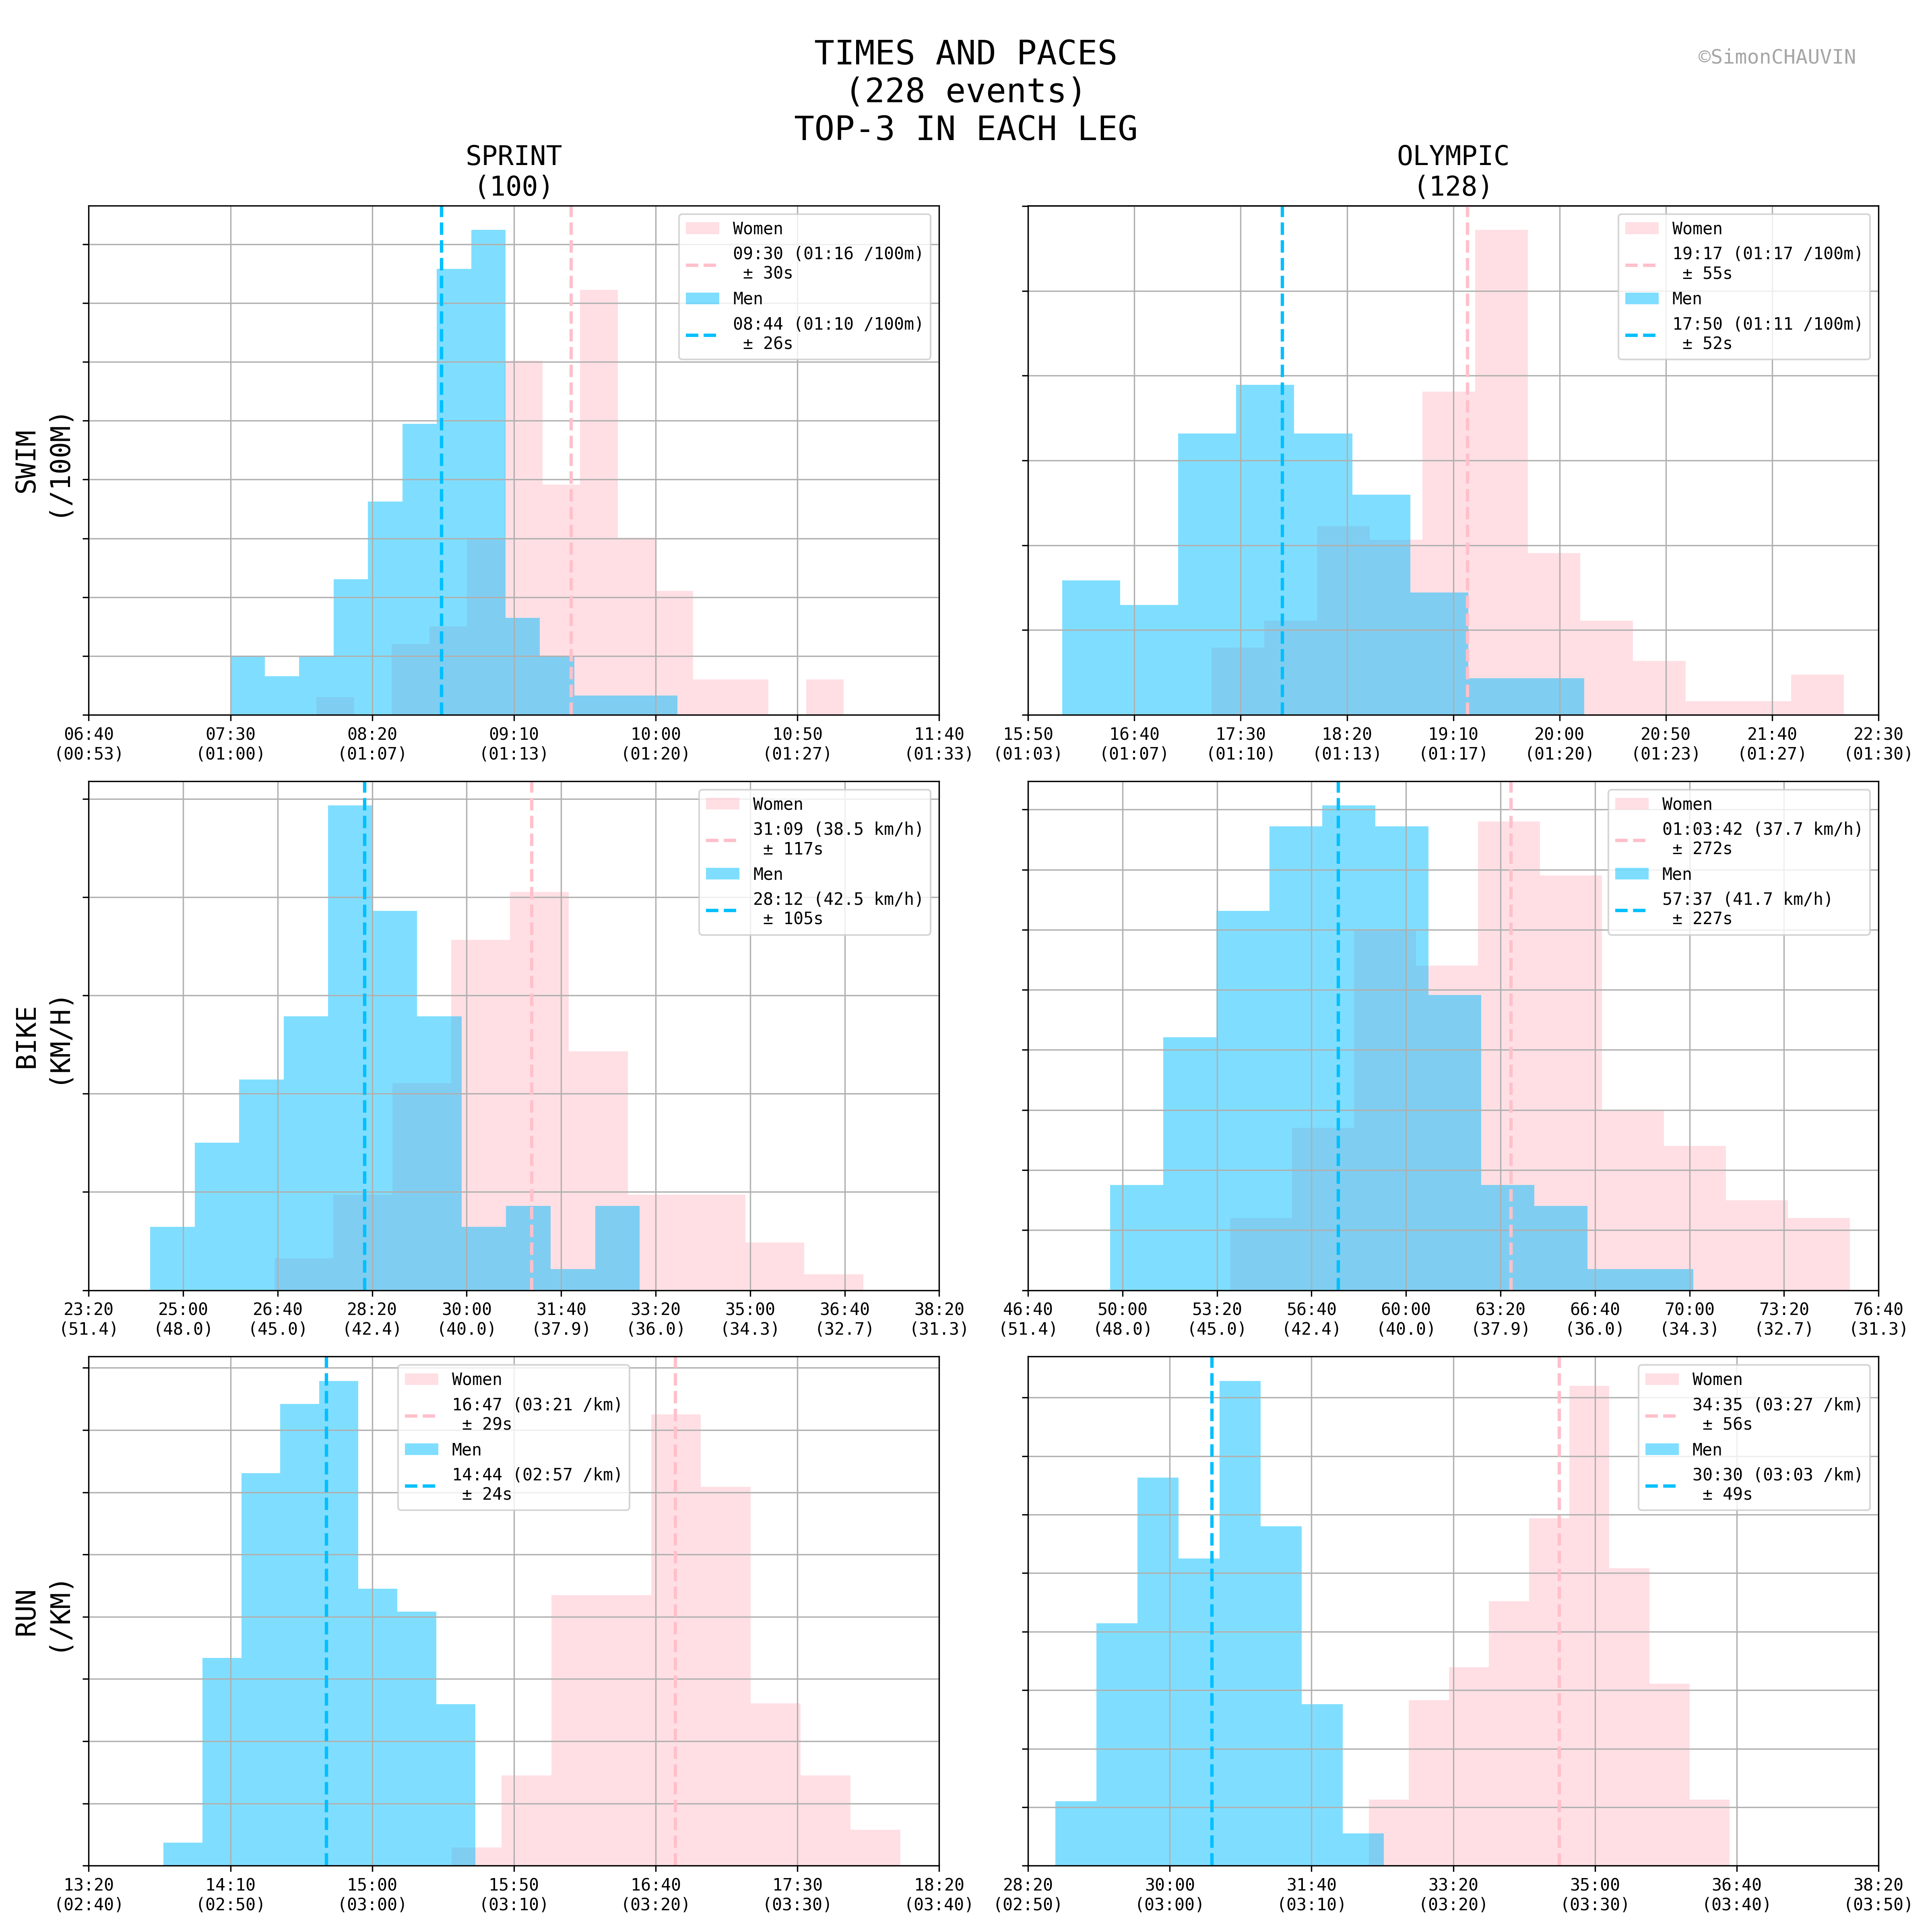 TIMES AND PACES
(228 events)
TOP-3 IN EACH LEG
©SimonCHAUVIN
SPRINT
(100)
OLYMPIC
(128)
SWIM
(/100M)
Women
09:30 (01:16 /100m)
± 30s
Men
08:44 (01:10 /100m)
± 26s
06:40 07:30 08:20 09:10 10:00 10:50 11:40
(00:53) (01:00) (01:07) (01:13) (01:20) (01:27) (01:33)
Women
19:17 (01:17 /100m)
± 55s
Men
17:50 (01:11 /100m)
± 52s
15:50 16:40 17:30 18:20 19:10 20:00 20:50 21:40 22:30
(01:03) (01:07) (01:10) (01:13) (01:17) (01:20) (01:23) (01:27) (01:30)
BIKE
(KM/H)
Women
31:09 (38.5 km/h)
± 117s
Men
28:12 (42.5 km/h)
± 105s
23:20 25:00 26:40 28:20 30:00 31:40 33:20 35:00 36:40 38:20
(51.4) (48.0) (45.0) (42.4) (40.0) (37.9) (36.0) (34.3) (32.7) (31.3)
Women
01:03:42 (37.7 km/h)
± 272s
Men
57:37 (41.7 km/h)
± 227s
46:40 50:00 53:20 56:40 60:00 63:20 66:40 70:00 73:20 76:40
(51.4) (48.0) (45.0) (42.4) (40.0) (37.9) (36.0) (34.3) (32.7) (31.3)
RUN
(/KM)
Women
16:47 (03:21 /km)
± 29s
Men
14:44 (02:57 /km)
± 24s
13:20 14:10 15:00 15:50 16:40 17:30 18:20
(02:40) (02:50) (03:00) (03:10) (03:20) (03:30) (03:40)
Women
34:35 (03:27 /km)
± 56s
Men
30:30 (03:03 /km)
± 49s
28:20 30:00 31:40 33:20 35:00 36:40 38:20
(02:50) (03:00) (03:10) (03:20) (03:30) (03:40) (03:50)